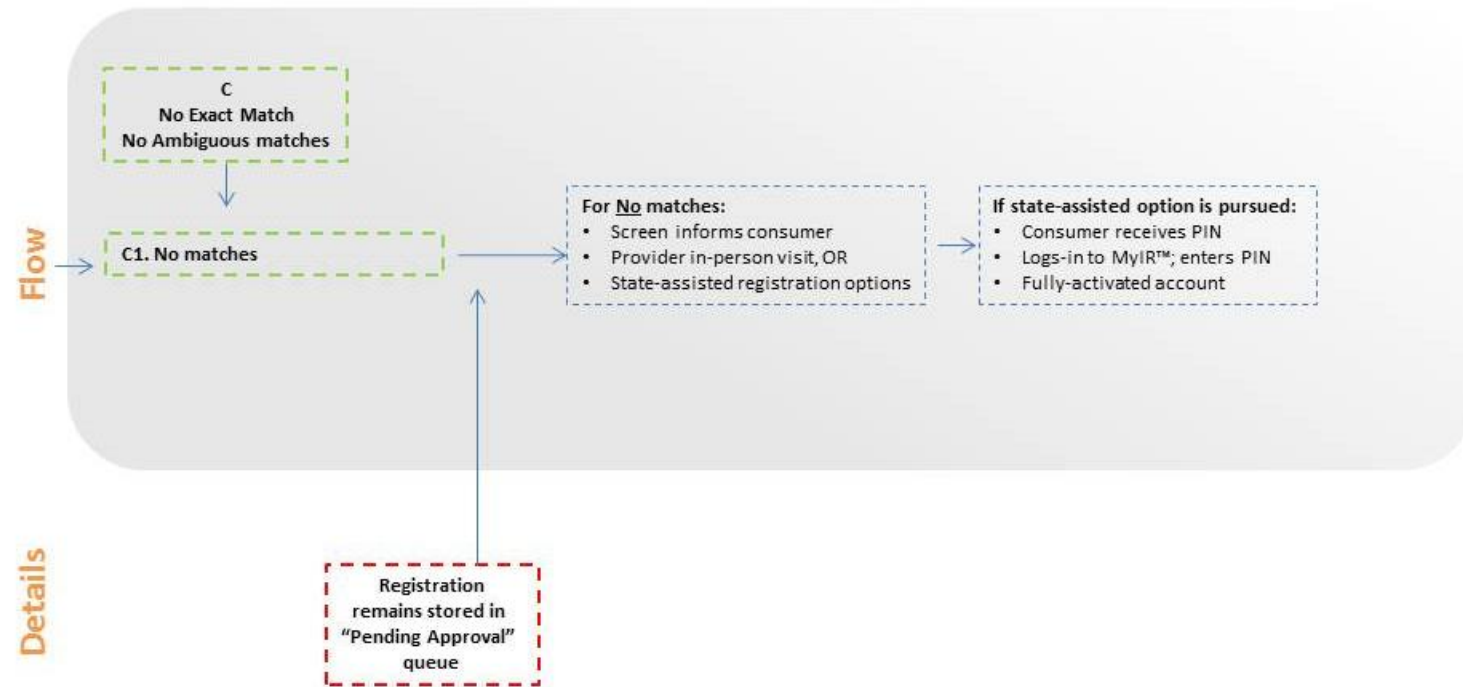 C
No Exact Match
No Ambiguous matches
Flow
C1. No matches
For No matches:
• Screen informs consumer
• Provider in-person visit, OR
• State-assisted registration options
If state-assisted option is pursued:
• Consumer receives PIN
• Logs-in to MyIR™; enters PIN
• Fully-activated account
Details
Registration
remains stored in
“Pending Approval”
queue